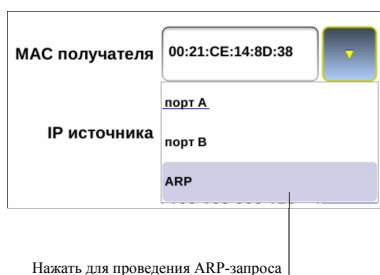 MAC получателя 00:21:CE:14:8D:38
порт A
IP источника
порт B
ARP
Нажать для проведения ARP-запроса